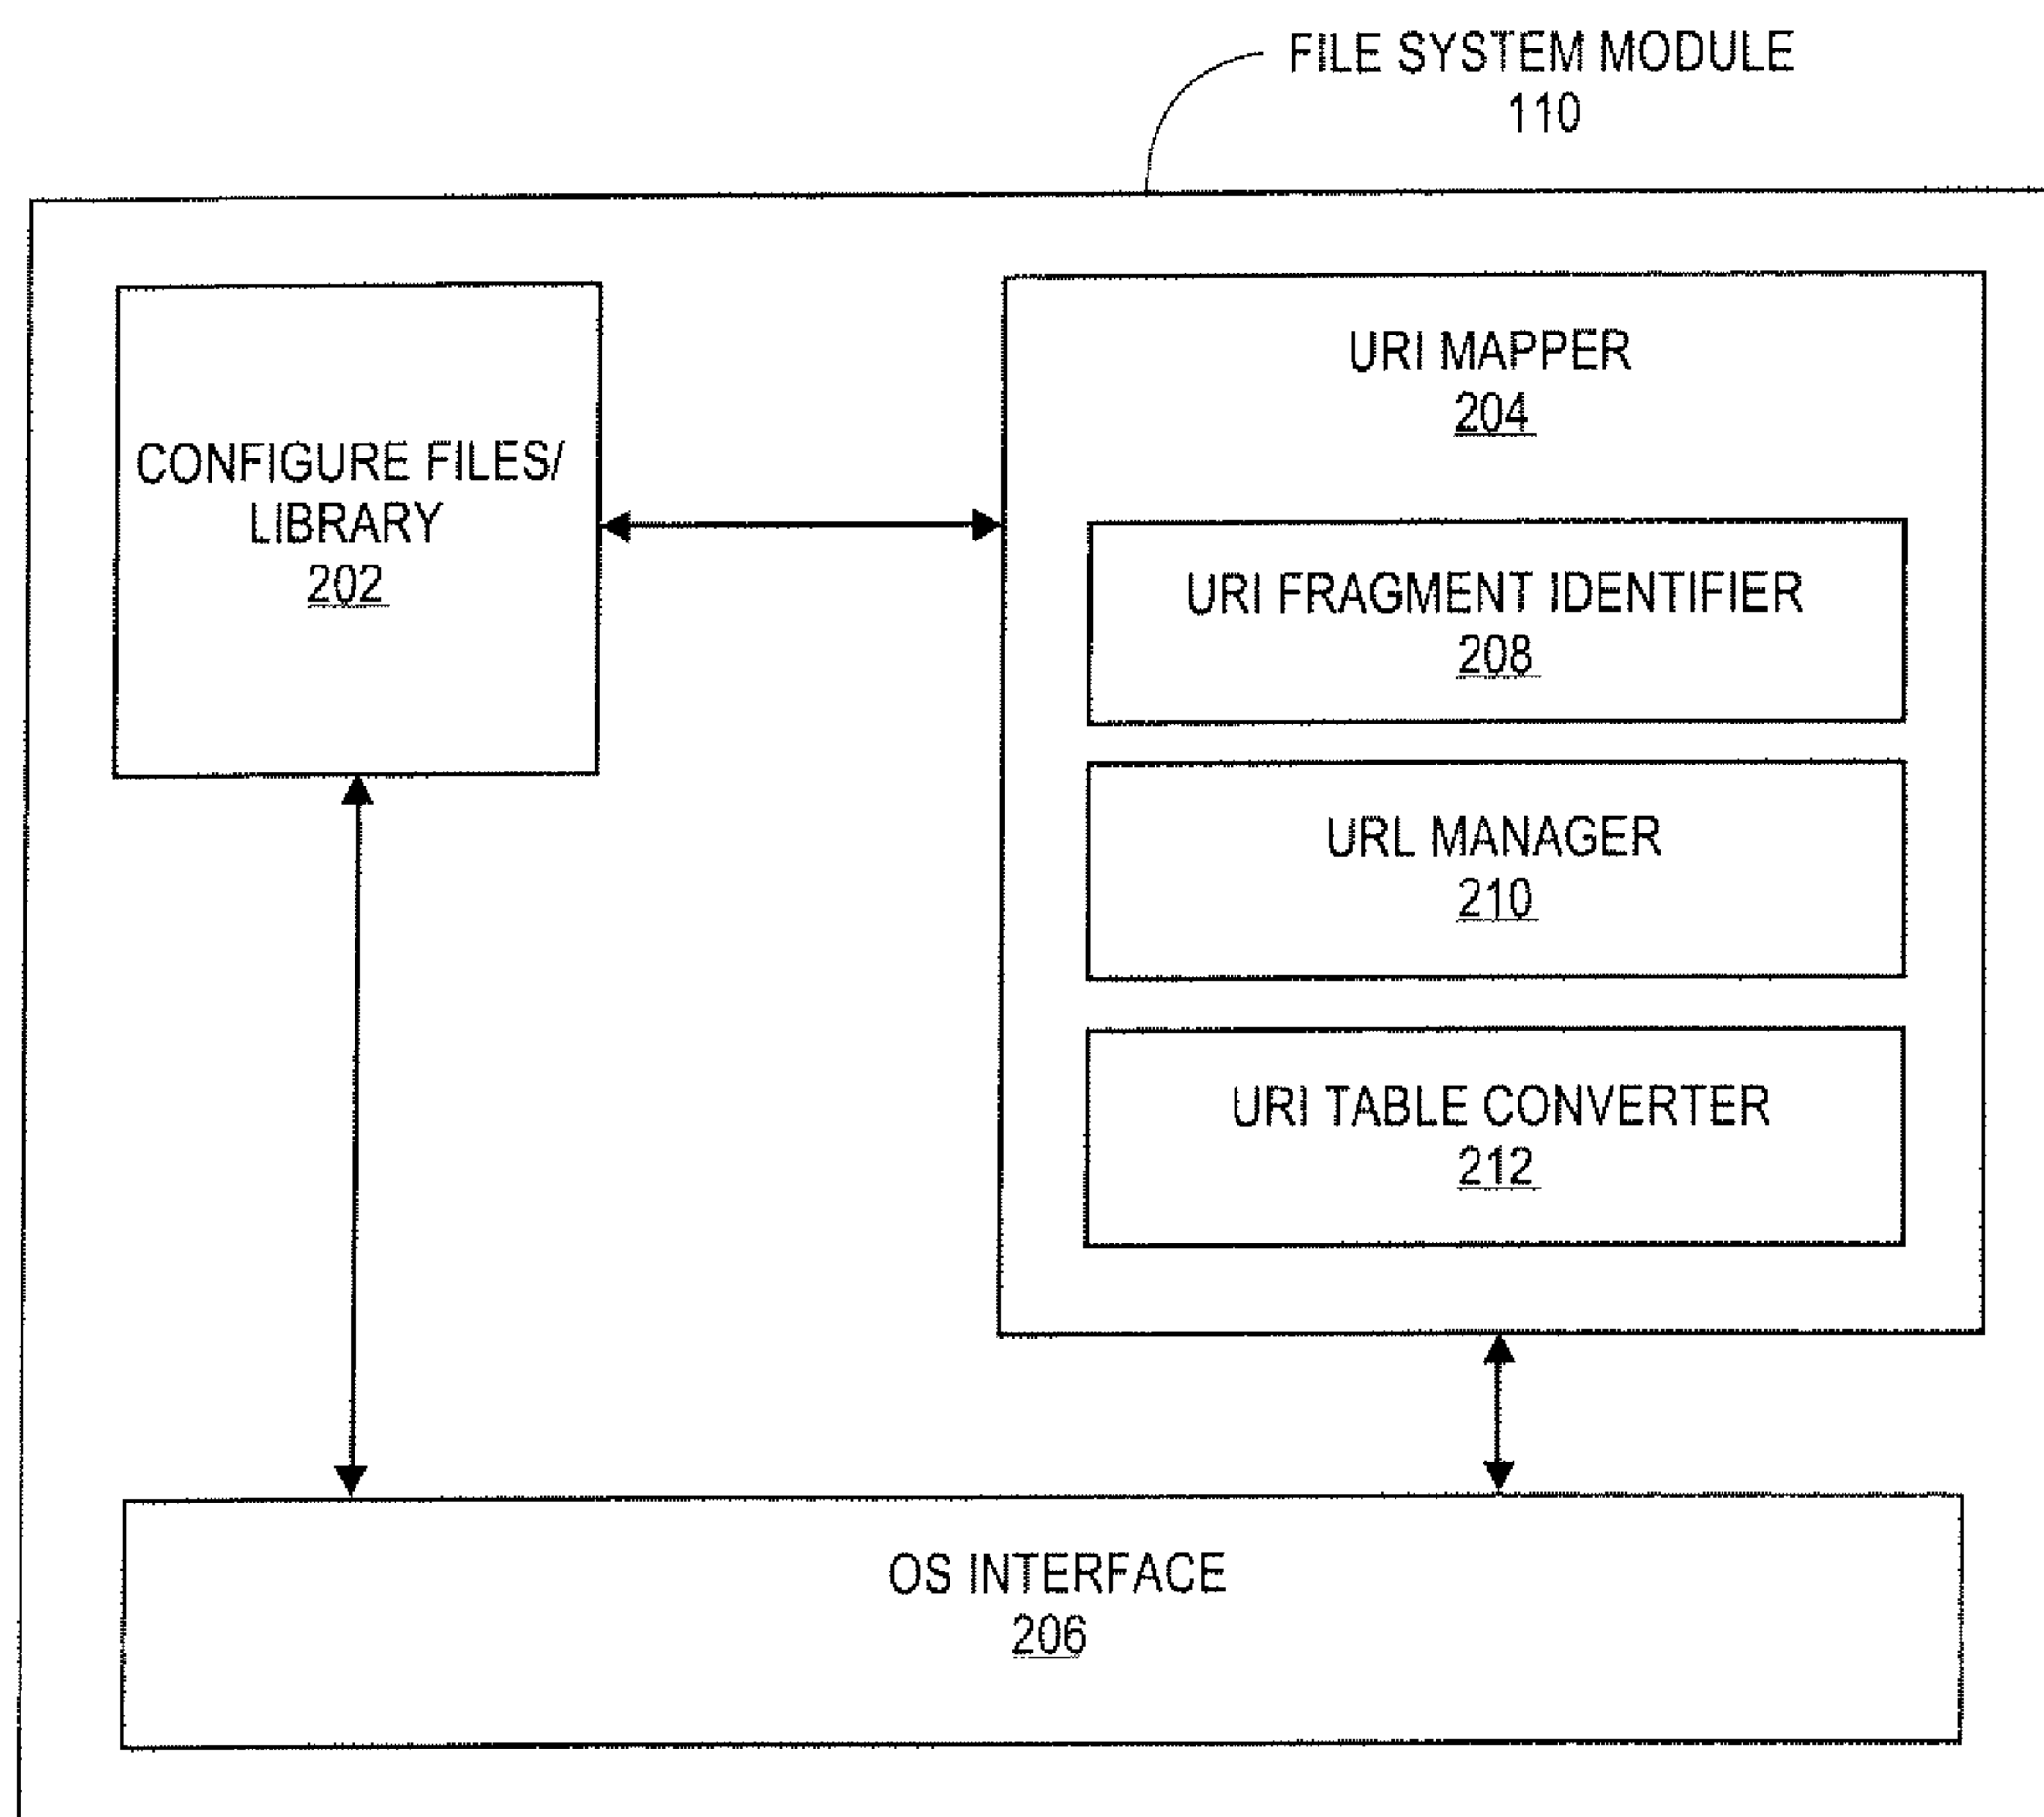 FILE SYSTEM MODULE
110
CONFIGURE FILES/
LIBRARY
202
URI MAPPER
204
URI FRAGMENT IDENTIFIER
208
URL MANAGER
210
URI TABLE CONVERTER
212
OS INTERFACE
206